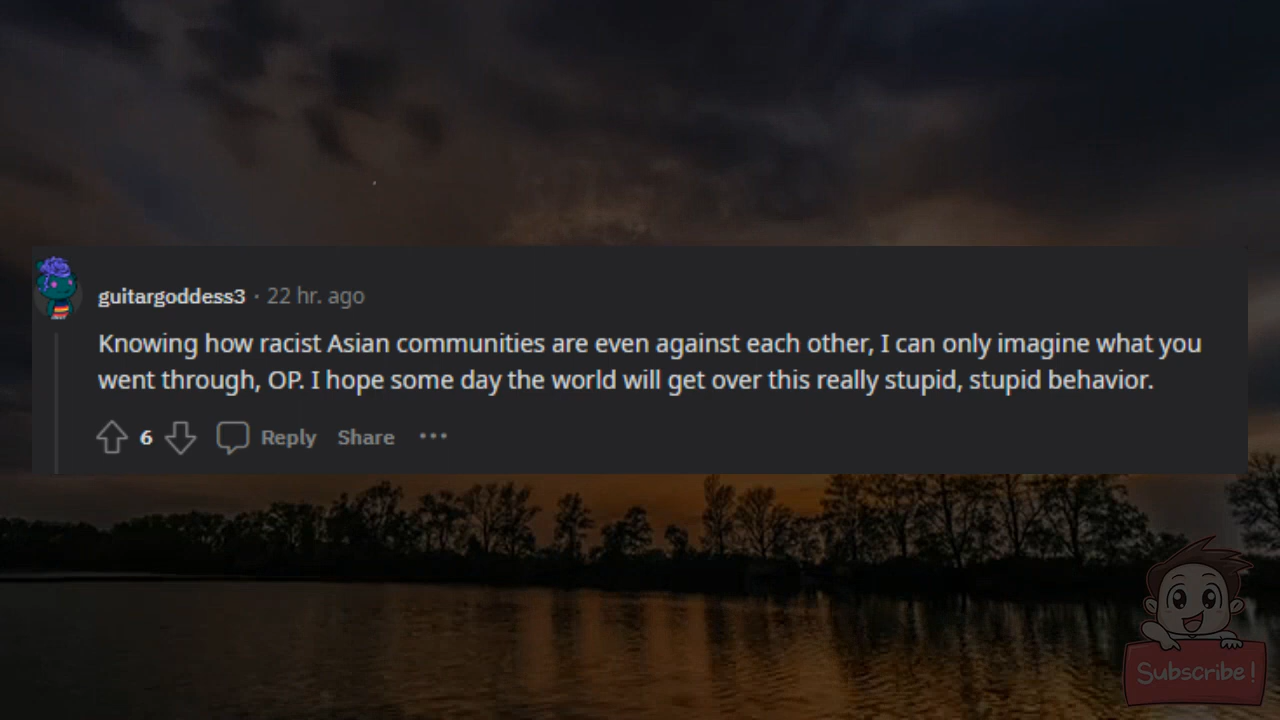 guitargoddess3 · 22 hr. ago
Knowing how racist Asian communities are even against each other, I can only imagine what you
went through, OP. I hope some day the world will get over this really stupid, stupid behavior.
6 Reply Share ···
Subscribe!